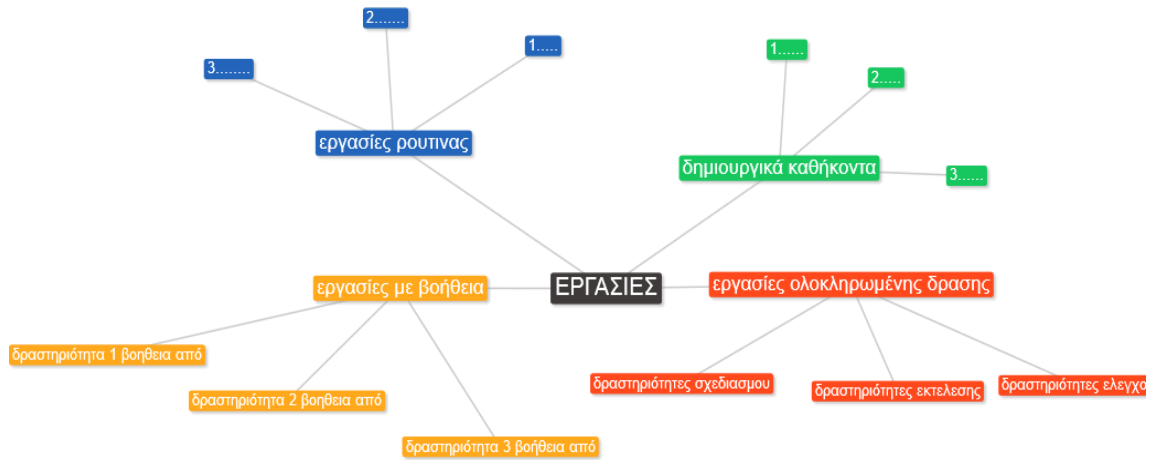 2.......
1.....
3........
εργασίες ρουτινας
1......
2.....
3......
δημιουργικά καθήκοντα
ΕΡΓΑΣΙΕΣ
εργασίες με βοήθεια
δραστηριότητα 1 βοηθεια από
δραστηριότητα 2 βοηθεια από
δραστηριότητα 3 βοήθεια από
εργασίες ολοκληρωμένης δρασης
δραστηριότητες σχεδιασμου
δραστηριότητες εκτελεσης
δραστηριότητες ελεγχο